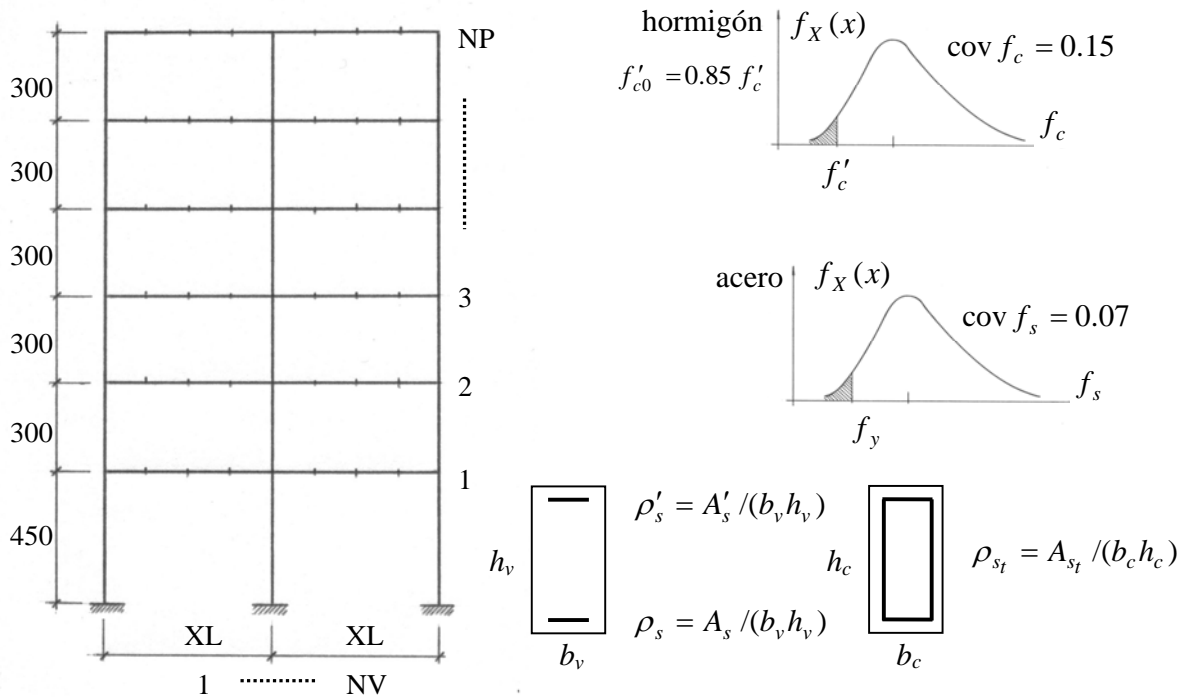 NP
300
300
300
3
300
2
300
1
450
XL XL
1 ........ NV
hormigón
f'_{c0} = 0.85 f'_c
f_X(x)
cov f_c = 0.15
f_c
f'_c
acero
f_X(x)
cov f_s = 0.07
f_s
f_y
ρ'_s = A'_s /(b_v h_v)
h_v
ρ_s = A_s /(b_v h_v)
b_v
h_c
ρ_{s_t} = A_{s_t} /(b_c h_c)
b_c